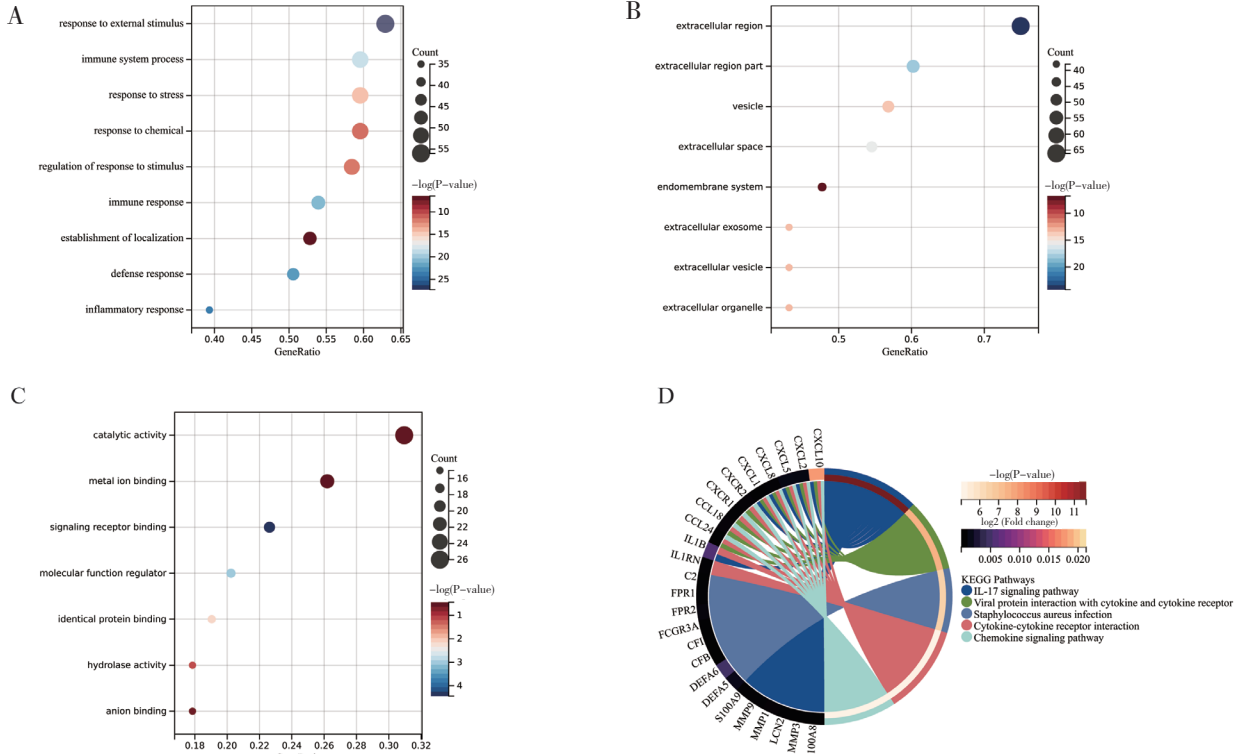 A
response to external stimulus
immune system process
response to stress
response to chemical
regulation of response to stimulus
immune response
establishment of localization
defense response
inflammatory response
0.40 0.45 0.50 0.55 0.60 0.65
GeneRatio
Count
35
40
45
50
55
−log(P-value)
10
15
20
25
B
extracellular region
extracellular region part
vesicle
extracellular space
endomembrane system
extracellular exosome
extracellular vesicle
extracellular organelle
0.5 0.6 0.7
GeneRatio
Count
40
45
50
55
60
65
−log(P-value)
10
15
20
C
catalytic activity
metal ion binding
signaling receptor binding
molecular function regulator
identical protein binding
hydrolase activity
anion binding
0.18 0.20 0.22 0.24 0.26 0.28 0.30 0.32
Count
16
18
20
22
24
26
−log(P-value)
1
2
3
4
D
CXCL10
CXCL2
CXCL5
CXCL8
CXCL1
CXCR2
CXCR1
CCL18
CCL24
IL1B
IL1RN
C2
FPR1
FPR2
FCGR3A
CFI
CFB
DEFA6
DEFA5
S100A9
MMP9
MMP1
LCN2
MMP3
100A8
−log(P-value)
6 7 8 9 10 11
log2 (Fold change)
0.005 0.010 0.015 0.020
KEGG Pathways
IL-17 signaling pathway
Viral protein interaction with cytokine and cytokine receptor
Staphylococcus aureus infection
Cytokine-cytokine receptor interaction
Chemokine signaling pathway